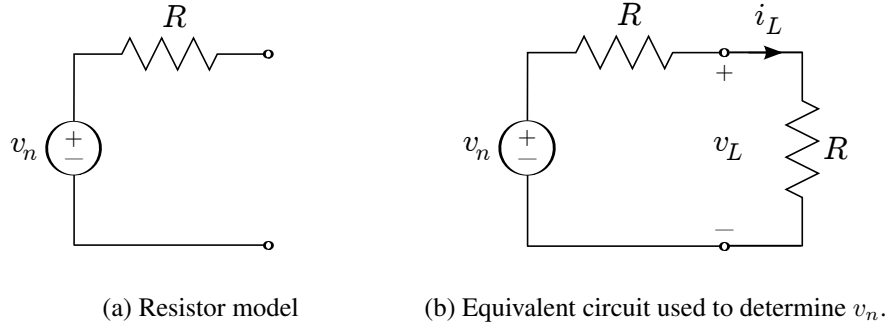 R
v_n
+
−
(a) Resistor model
R
i_L
+
v_n
+
−
v_L
R
−
(b) Equivalent circuit used to determine v_n.